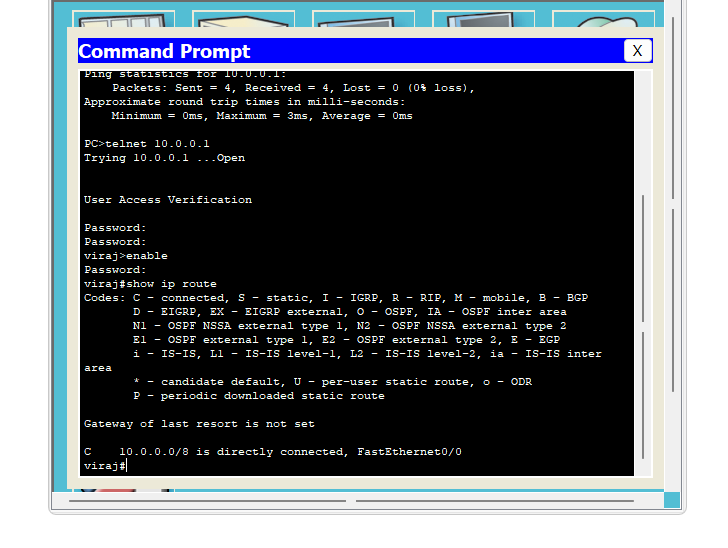 Command Prompt
X
Ping statistics for 10.0.0.1:
    Packets: Sent = 4, Received = 4, Lost = 0 (0% loss),
Approximate round trip times in milli-seconds:
    Minimum = 0ms, Maximum = 3ms, Average = 0ms
PC>telnet 10.0.0.1
Trying 10.0.0.1 ...Open
User Access Verification
Password:
Password:
viraj>enable
Password:
viraj#show ip route
Codes: C - connected, S - static, I - IGRP, R - RIP, M - mobile, B - BGP
       D - EIGRP, EX - EIGRP external, O - OSPF, IA - OSPF inter area
       N1 - OSPF NSSA external type 1, N2 - OSPF NSSA external type 2
       E1 - OSPF external type 1, E2 - OSPF external type 2, E - EGP
       i - IS-IS, L1 - IS-IS level-1, L2 - IS-IS level-2, ia - IS-IS inter
area
       * - candidate default, U - per-user static route, o - ODR
       P - periodic downloaded static route
Gateway of last resort is not set
C    10.0.0.0/8 is directly connected, FastEthernet0/0
viraj#